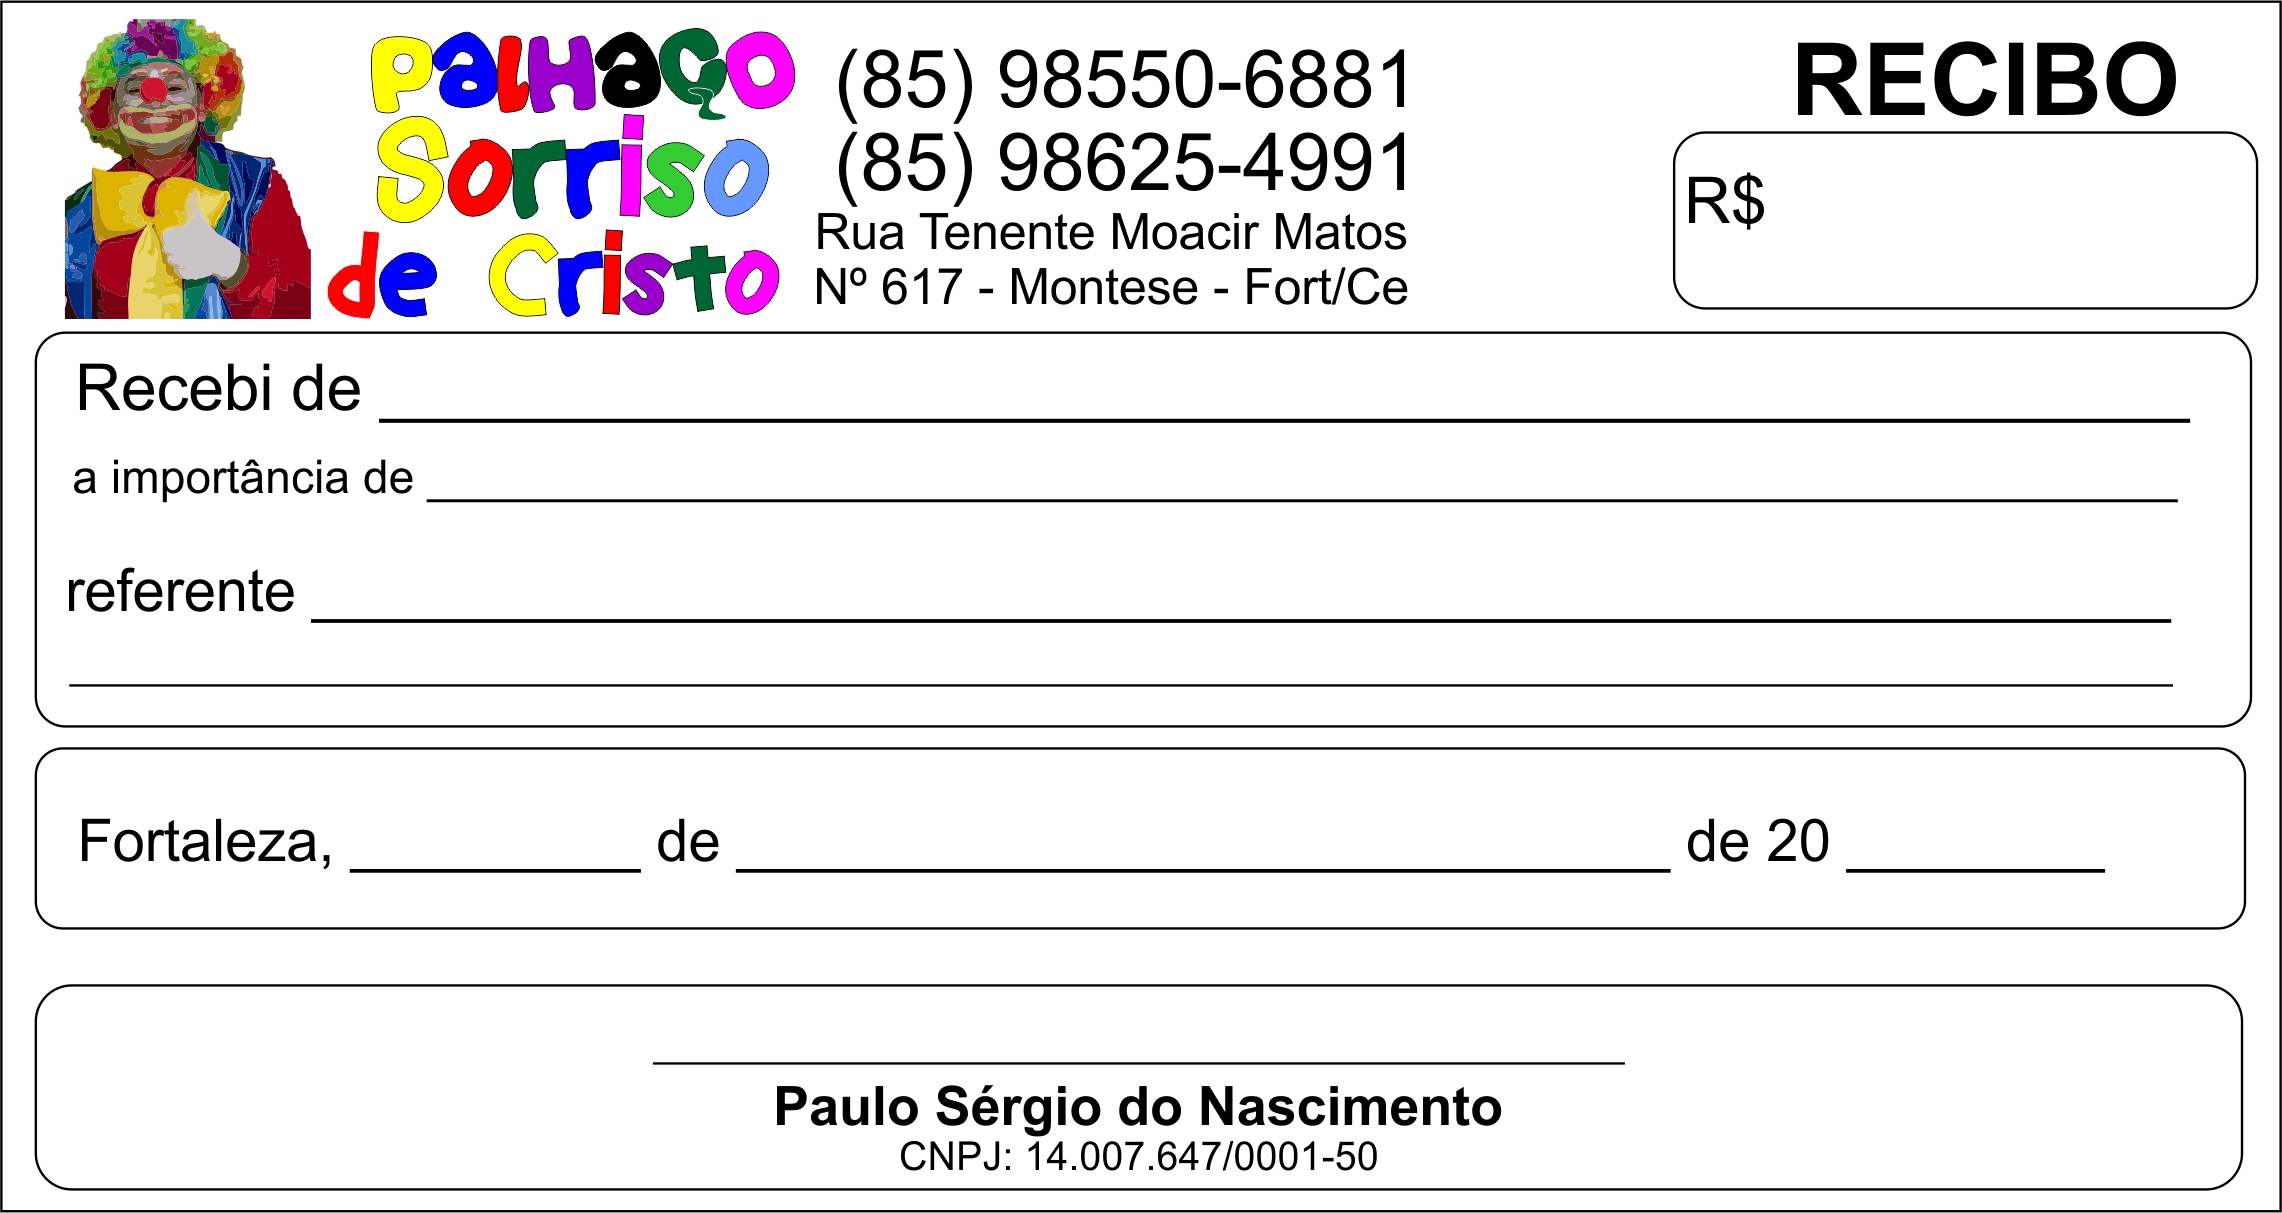 Palhaço
Sorriso
de Cristo
(85) 98550-6881
(85) 98625-4991
Rua Tenente Moacir Matos
Nº 617 - Montese - Fort/Ce
RECIBO
R$
Recebi de
a importância de
referente
Fortaleza, de de 20
Paulo Sérgio do Nascimento
CNPJ: 14.007.647/0001-50